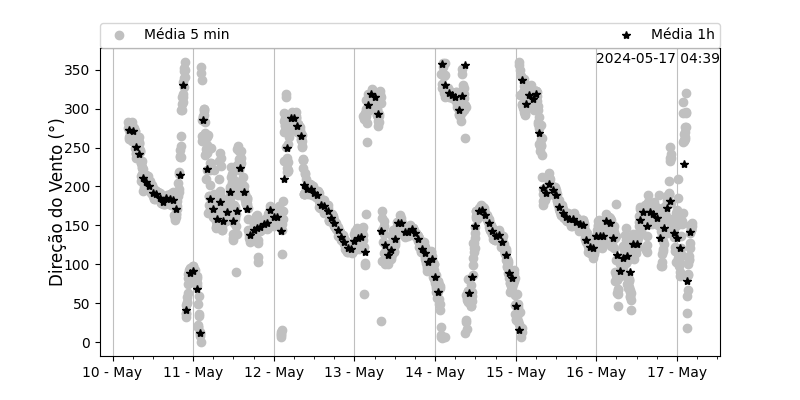 Média 5 min
Média 1h
2024-05-17 04:39
Direção do Vento (°)
350
300
250
200
150
100
50
0
10 - May
11 - May
12 - May
13 - May
14 - May
15 - May
16 - May
17 - May